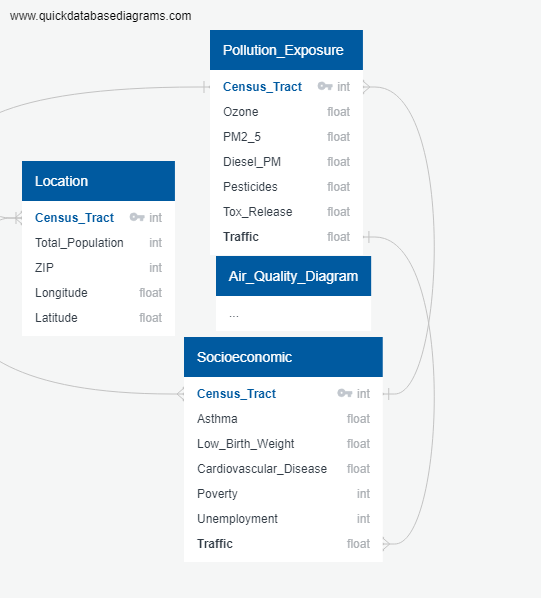 www.quickdatabasediagrams.com
Pollution_Exposure
Census_Tract int
Ozone float
PM2_5 float
Diesel_PM float
Pesticides float
Tox_Release float
Traffic float
Location
Census_Tract int
Total_Population int
ZIP int
Longitude float
Latitude float
Air_Quality_Diagram
...
Socioeconomic
Census_Tract int
Asthma float
Low_Birth_Weight float
Cardiovascular_Disease float
Poverty int
Unemployment int
Traffic float